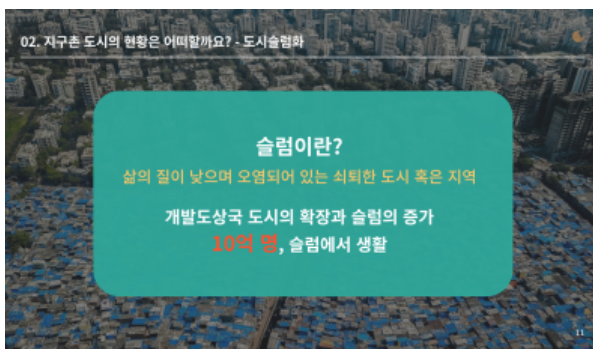 02. 지구촌 도시의 현황은 어떠할까요? - 도시슬럼화
슬럼이란?
삶의 질이 낮으며 오염되어 있는 쇠퇴한 도시 혹은 지역
개발도상국 도시의 확장과 슬럼의 증가
10억 명, 슬럼에서 생활
11